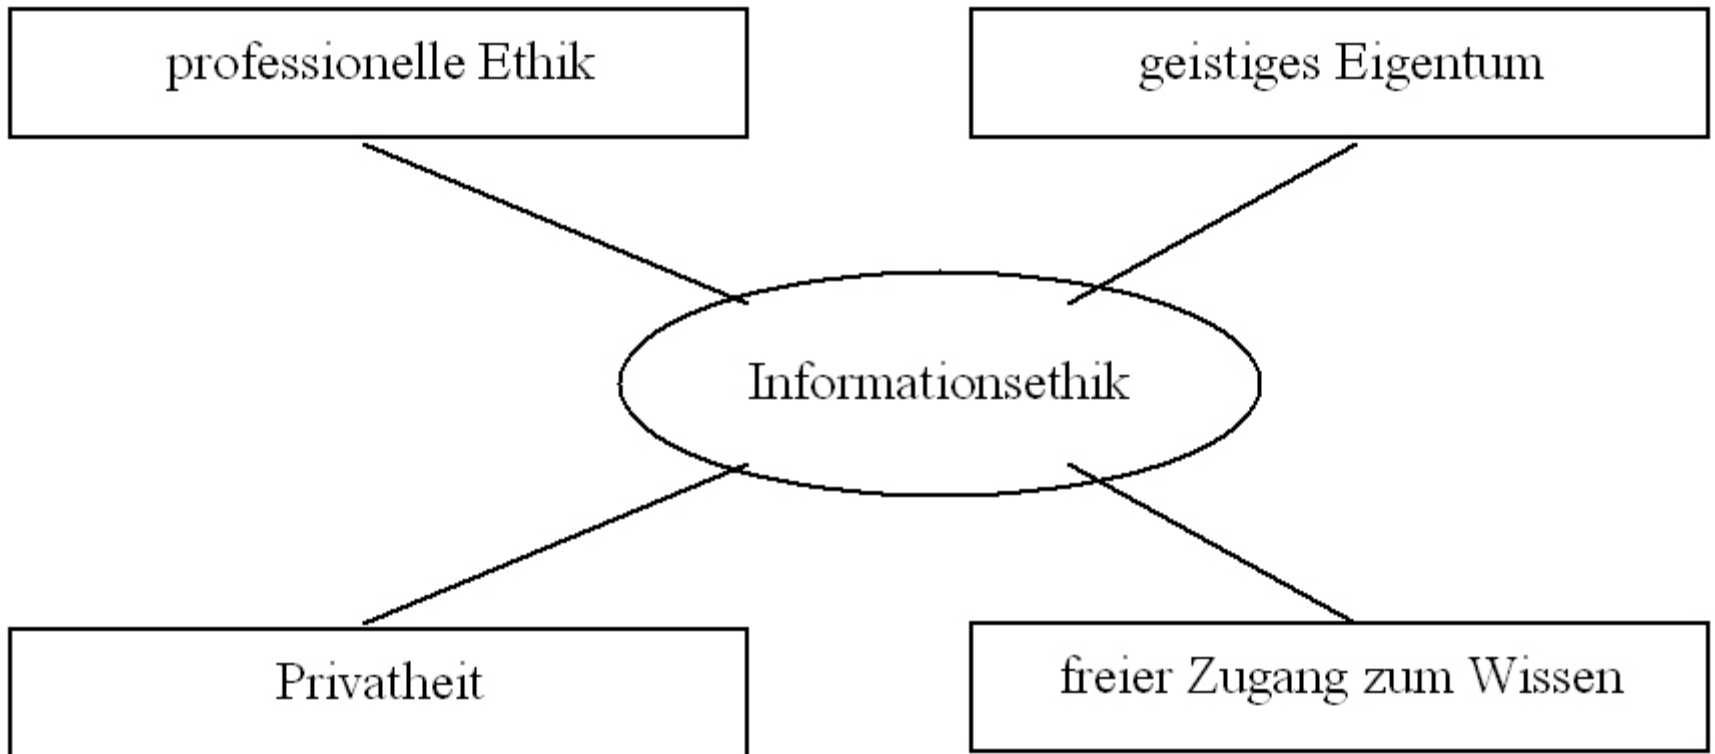 professionelle Ethik
geistiges Eigentum
Informationsethik
Privatheit
freier Zugang zum Wissen